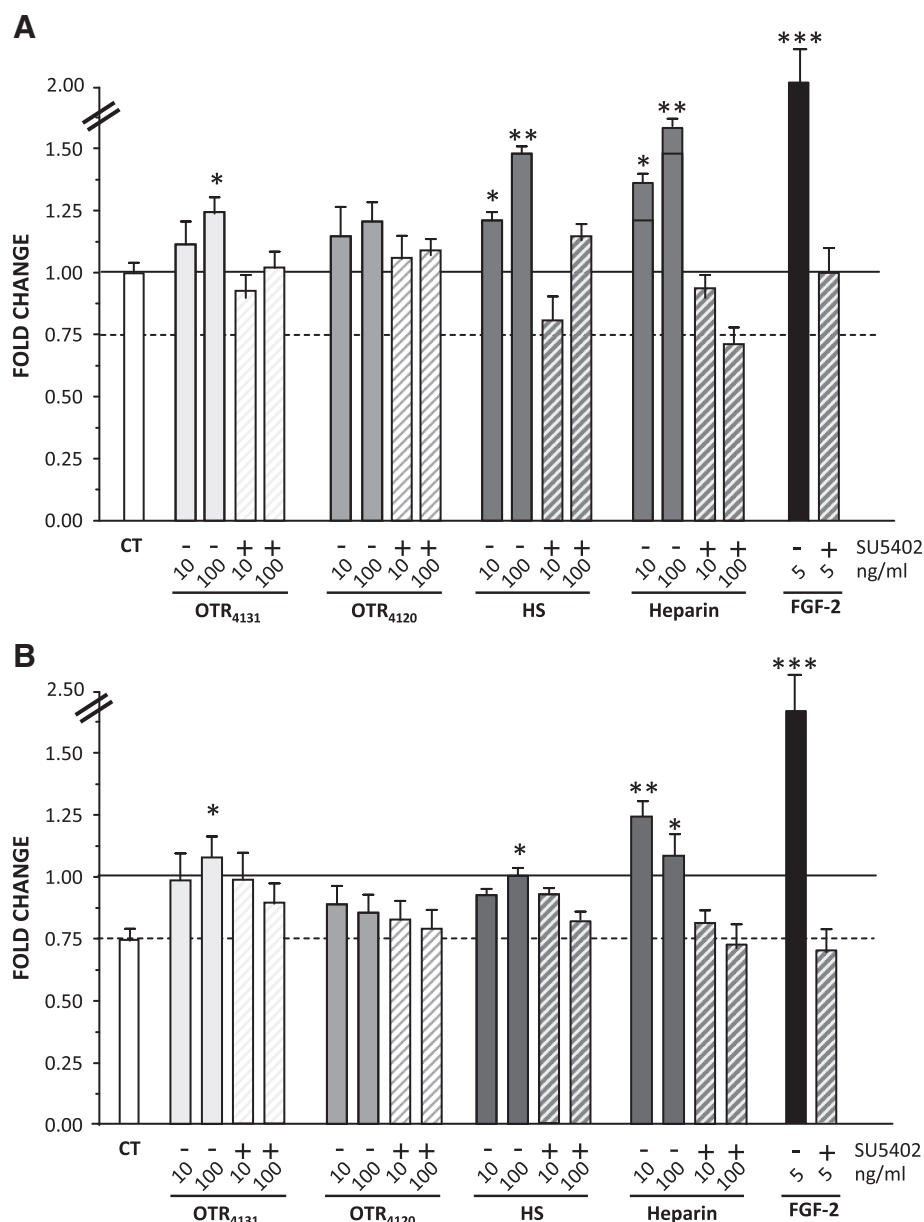 A
FOLD CHANGE
2.00
1.50
1.25
1.00
0.75
0.50
0.25
0.00
* * ** * ** ***
CT - - + + - - + + - - + + - - + + - + SU5402
10 100 10 100 10 100 10 100 10 100 10 100 10 100 10 100 5 5 ng/ml
OTR4131 OTR4120 HS Heparin FGF-2
B
FOLD CHANGE
2.50
1.50
1.25
1.00
0.75
0.50
0.25
0.00
* * ** * ***
CT - - + + - - + + - - + + - - + + - + SU5402
10 100 10 100 10 100 10 100 10 100 10 100 10 100 10 100 5 5 ng/ml
OTR4131 OTR4120 HS Heparin FGF-2